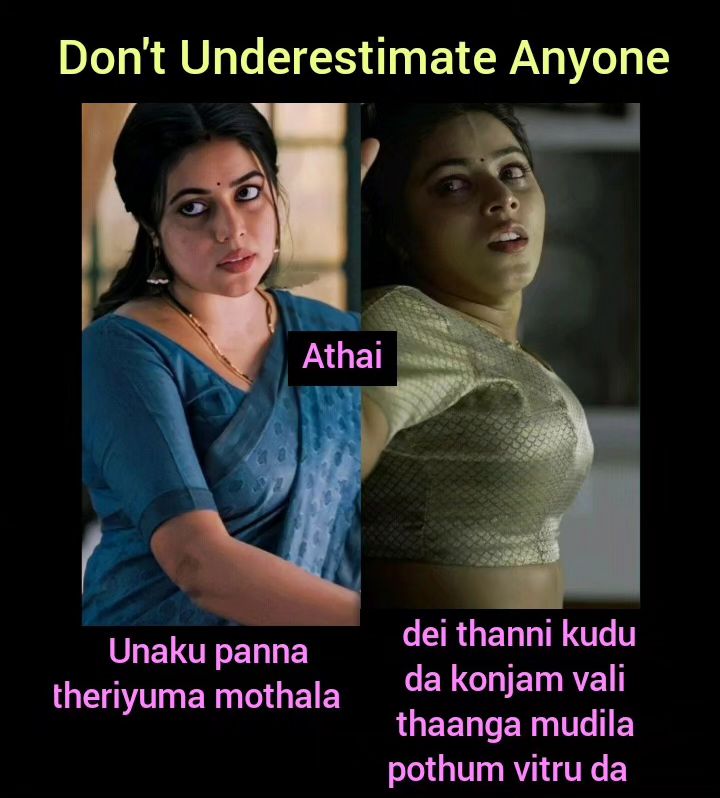 Don't Underestimate Anyone
Athai
Unaku panna
theriyuma mothala
dei thanni kudu
da konjam vali
thaanga mudila
pothum vitru da